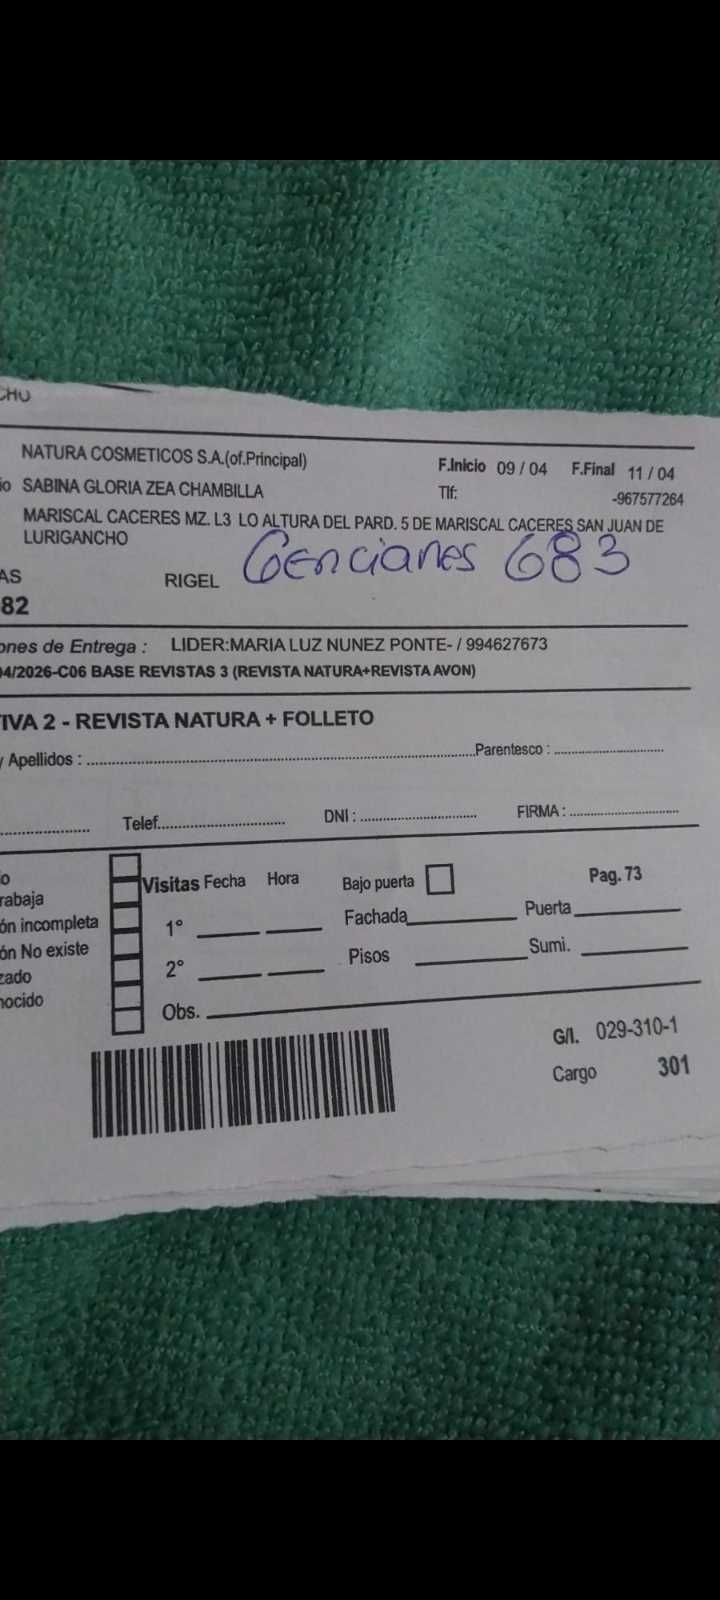 CHO
NATURA COSMETICOS S.A.(of.Principal)
F.Inicio 09 / 04 F.Final 11 / 04
io SABINA GLORIA ZEA CHAMBILLA
Tlf: -967577264
MARISCAL CACERES MZ. L3 LO ALTURA DEL PARD. 5 DE MARISCAL CACERES SAN JUAN DE
LURIGANCHO
Gencianes 683
AS RIGEL
82
ones de Entrega : LIDER:MARIA LUZ NUNEZ PONTE- / 994627673
04/2026-C06 BASE REVISTAS 3 (REVISTA NATURA+REVISTA AVON)
TIVA 2 - REVISTA NATURA + FOLLETO
y Apellidos : Parentesco :
Telef. DNI : FIRMA :
o
rabaja
ón incompleta
ón No existe
zado
nocido
Visitas Fecha Hora Bajo puerta Pag. 73
1° Fachada Puerta
2° Pisos Sumi.
Obs.
G/l. 029-310-1
Cargo 301